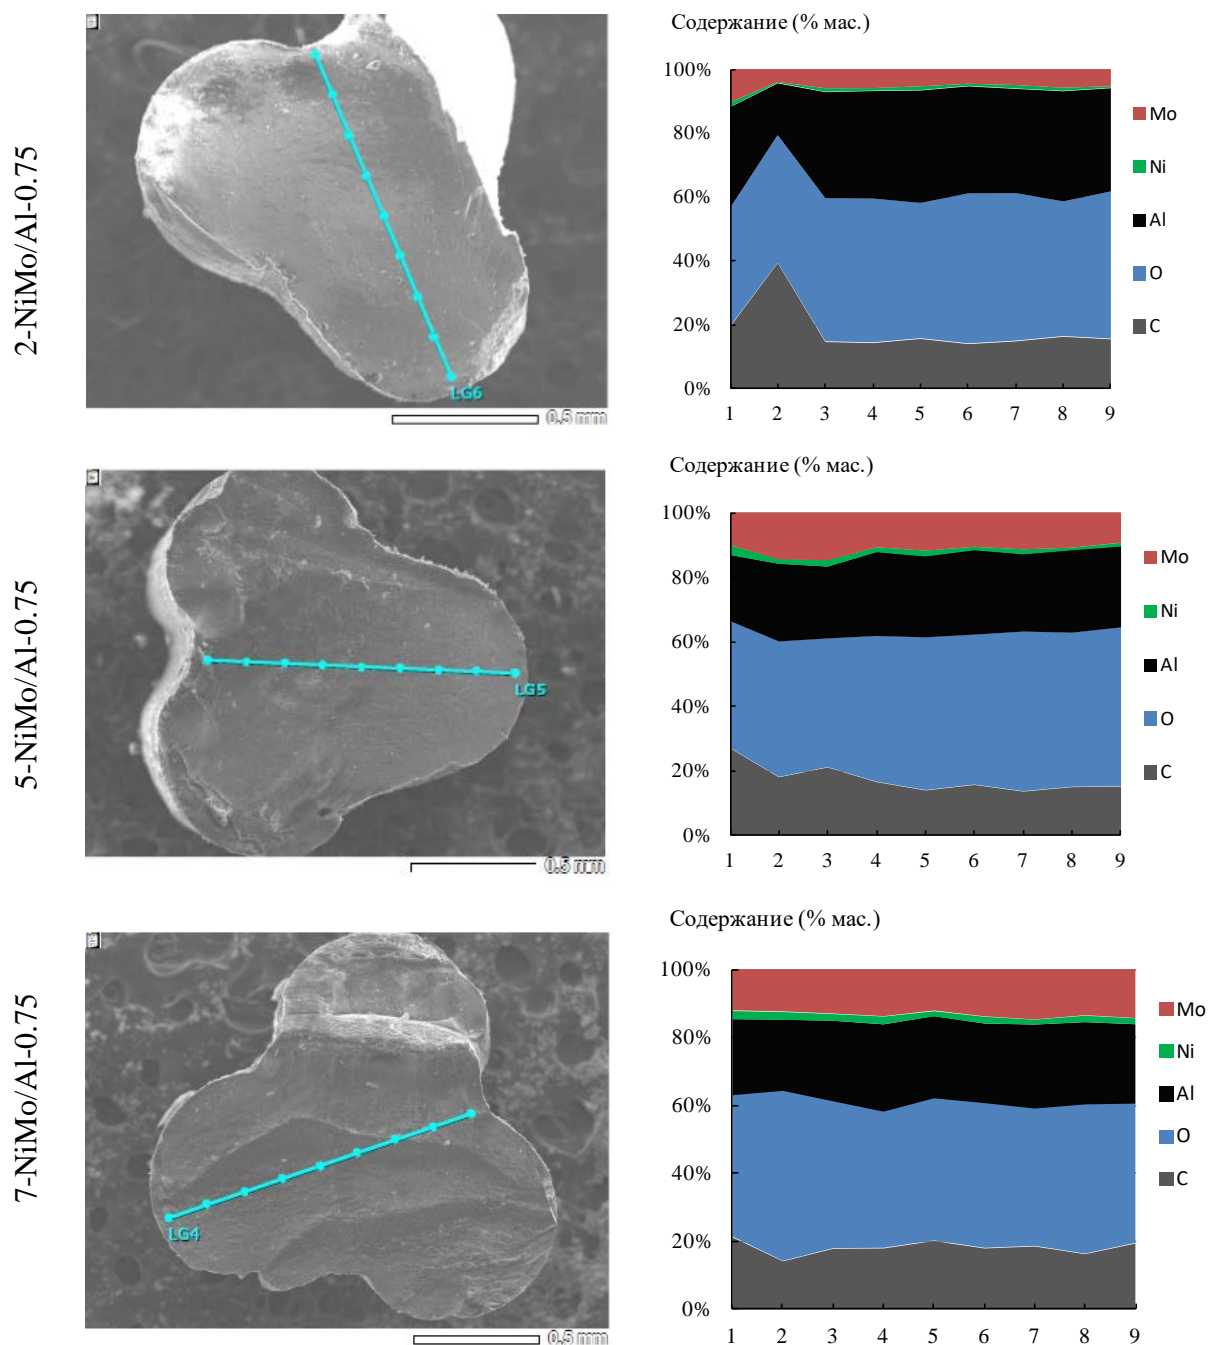 2-NiMo/Al-0.75
LG6
0.5 mm
Содержание (% мас.)
100%
80%
60%
40%
20%
0%
1 2 3 4 5 6 7 8 9
Mo
Ni
Al
O
C
5-NiMo/Al-0.75
LG5
0.5 mm
Содержание (% мас.)
100%
80%
60%
40%
20%
0%
1 2 3 4 5 6 7 8 9
Mo
Ni
Al
O
C
7-NiMo/Al-0.75
LG4
0.5 mm
Содержание (% мас.)
100%
80%
60%
40%
20%
0%
1 2 3 4 5 6 7 8 9
Mo
Ni
Al
O
C